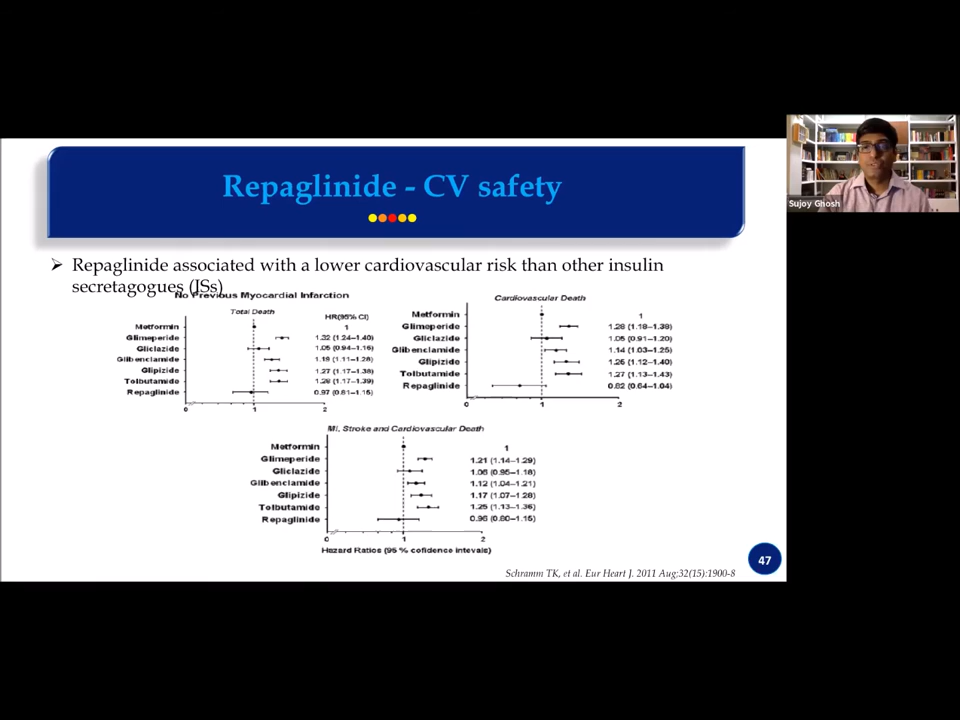 Repaglinide - CV safety
Sujoy Ghosh
➢ Repaglinide associated with a lower cardiovascular risk than other insulin
secretagogues (ISs)
No Previous Myocardial Infarction
Total Death
HR(95% CI)
Metformin 1
Glimeperide 1.32 (1.24–1.40)
Gliclazide 1.05 (0.94–1.16)
Glibenclamide 1.19 (1.11–1.28)
Glipizide 1.27 (1.17–1.38)
Tolbutamide 1.28 (1.17–1.39)
Repaglinide 0.97 (0.81–1.15)
0 1 2
Cardiovascular Death
Metformin 1
Glimeperide 1.28 (1.18–1.38)
Gliclazide 1.05 (0.91–1.20)
Glibenclamide 1.14 (1.03–1.25)
Glipizide 1.25 (1.12–1.40)
Tolbutamide 1.27 (1.13–1.43)
Repaglinide 0.82 (0.64–1.04)
0 1 2
MI, Stroke and Cardiovascular Death
Metformin 1
Glimeperide 1.21 (1.14–1.29)
Gliclazide 1.06 (0.95–1.18)
Glibenclamide 1.12 (1.04–1.21)
Glipizide 1.17 (1.07–1.28)
Tolbutamide 1.25 (1.13–1.36)
Repaglinide 0.96 (0.80–1.15)
0 1 2
Hazard Ratios (95 % cofidence intevals)
47
Schramm TK, et al. Eur Heart J. 2011 Aug;32(15):1900-8